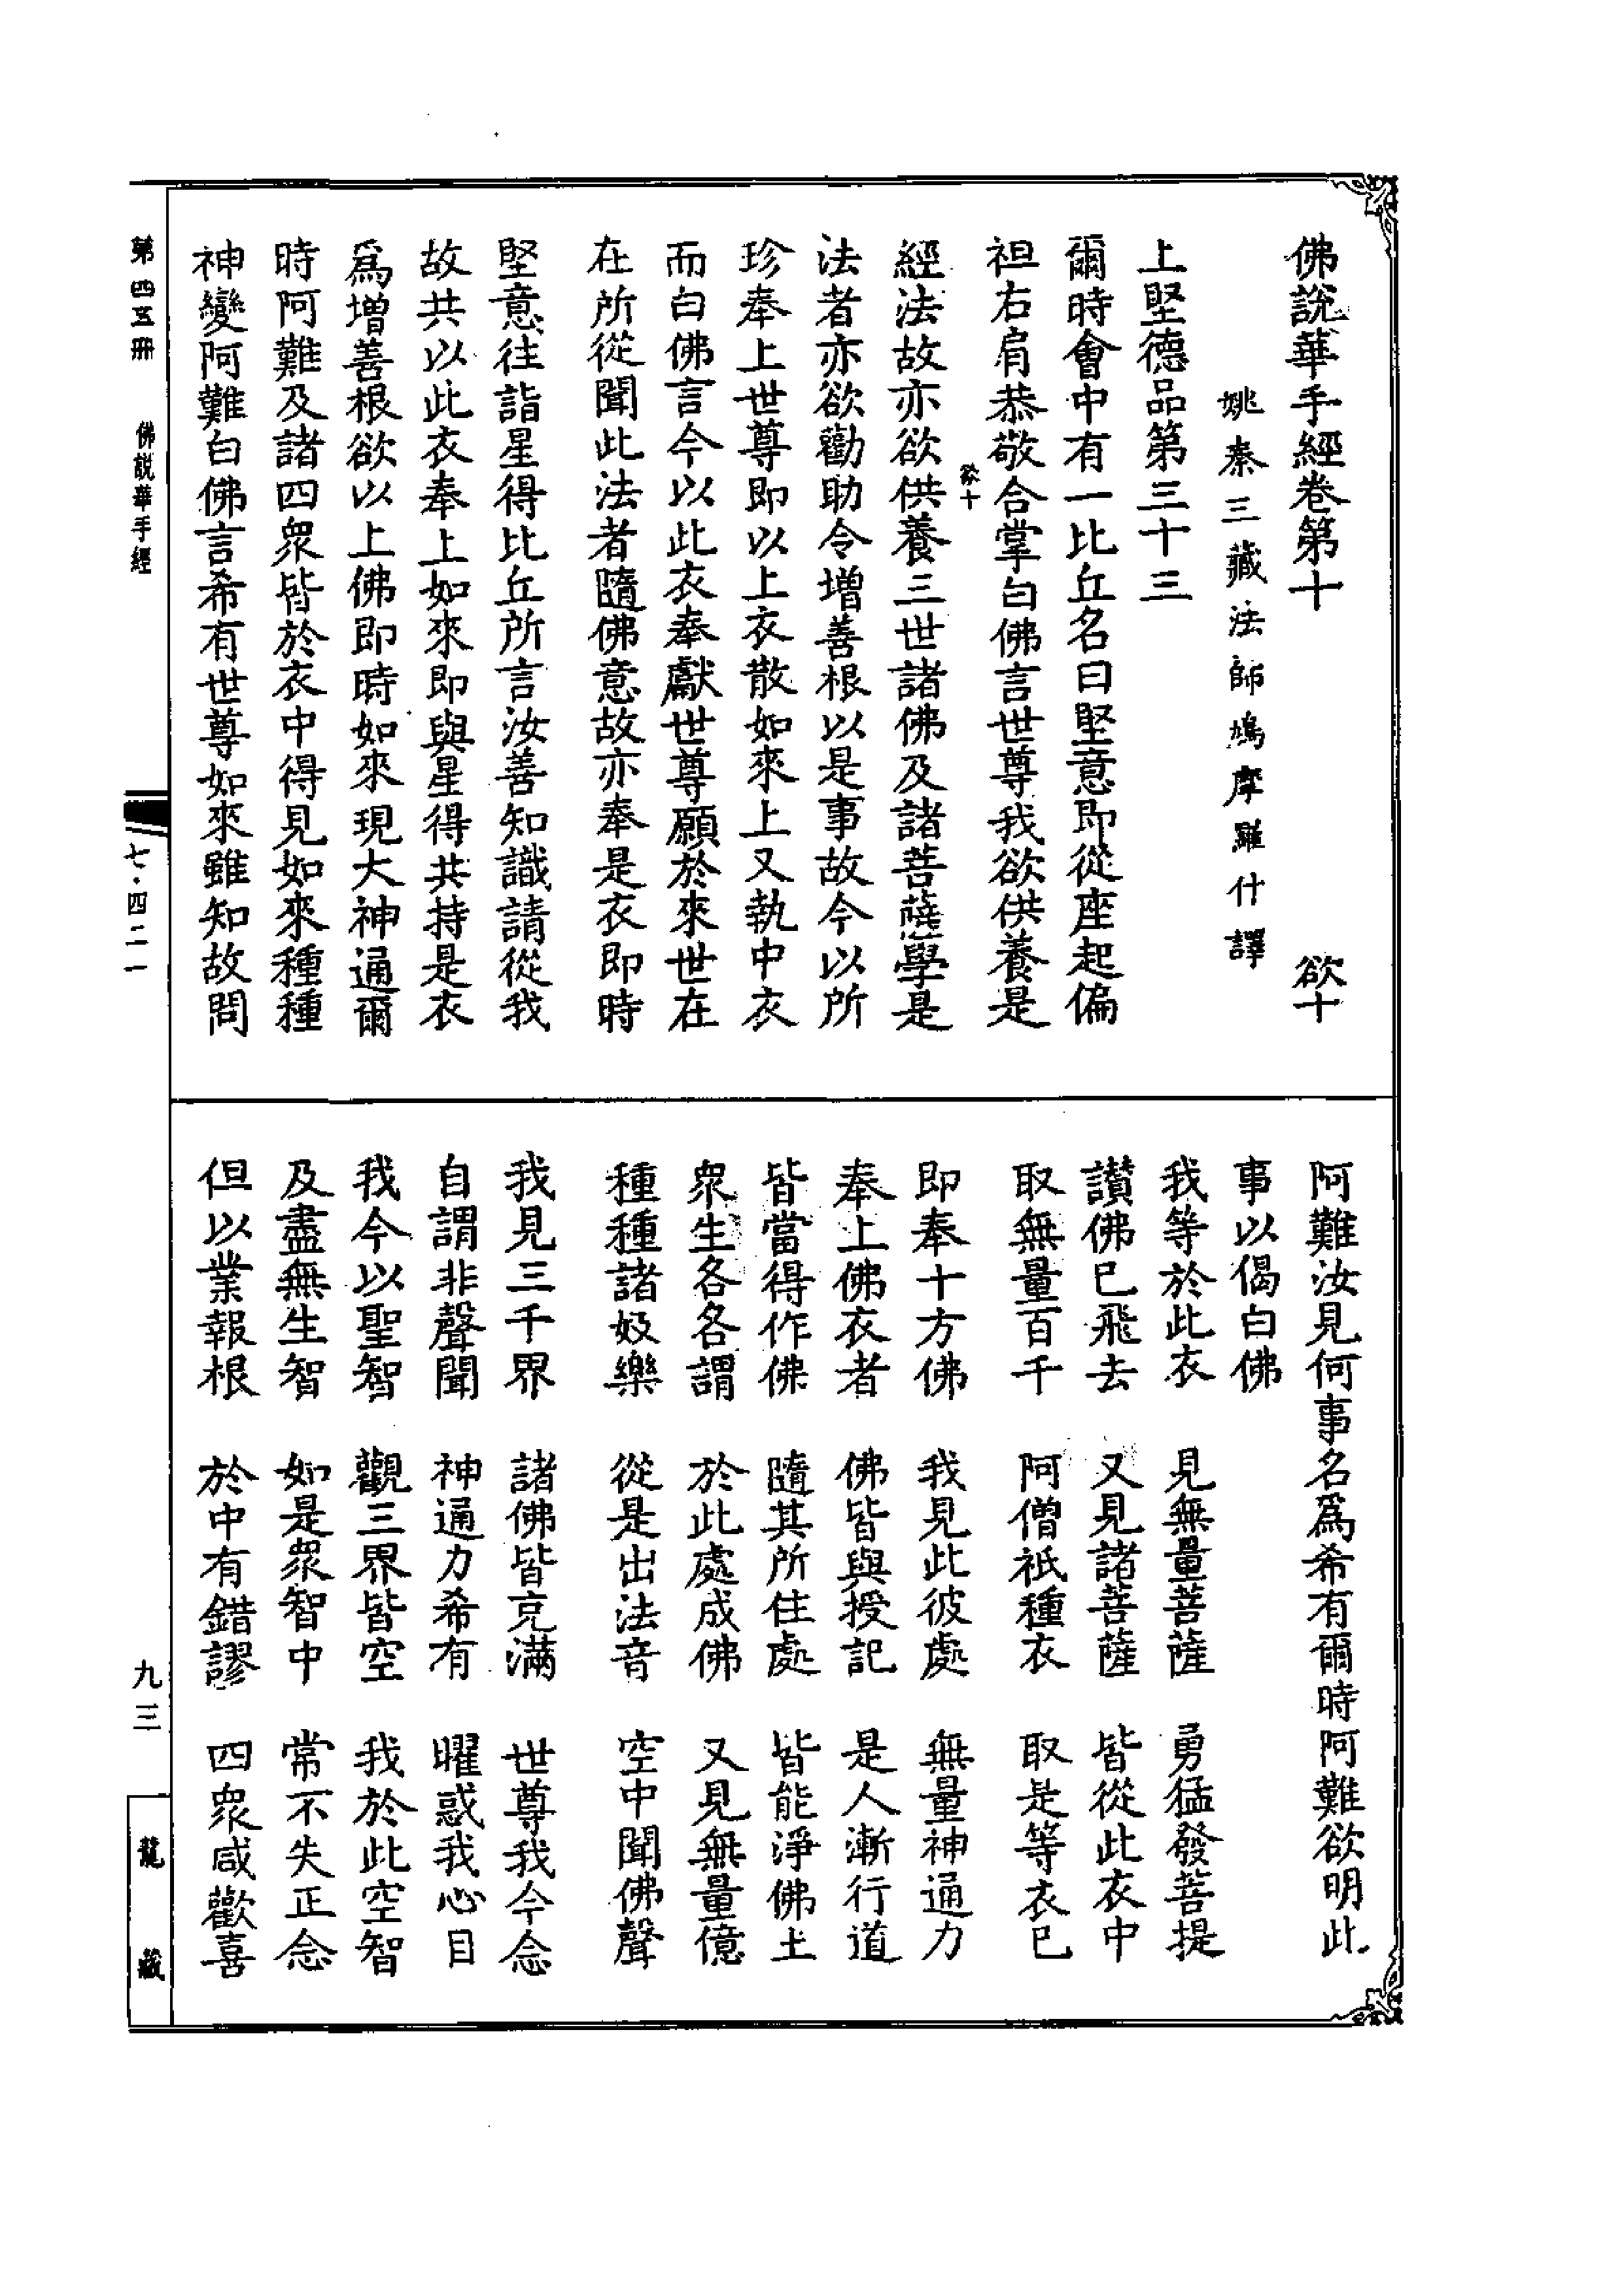 佛說華手經卷第十　欲十
姚秦三藏法師鳩摩羅什譯
上堅德品第三十三
爾時會中有一比丘名曰堅意即從座起偏
袒右肩恭敬合掌白佛言世尊我欲供養是
欲十
經法故亦欲供養三世諸佛及諸菩薩學是
法者亦欲勸助令增善根以是事故今以所
珍奉上世尊即以上衣散如來上又執中衣
而白佛言今以此衣奉獻世尊願於來世在
在所從聞此法者隨佛意故亦奉是衣即時
堅意往詣星得比丘所言汝善知識請從我
故共以此衣奉上如來即與星得共持是衣
爲增善根欲以上佛即時如來現大神通爾
時阿難及諸四衆皆於衣中得見如來種種
神變阿難白佛言希有世尊如來雖知故問
阿難汝見何事名爲希有爾時阿難欲明此
事以偈白佛
我等於此衣　見無量菩薩　勇猛發菩提
讃佛已飛去　又見諸菩薩　皆從此衣中
取無量百千　阿僧祇種衣　取是等衣已
即奉十方佛　我見此彼處　無量神通力
奉上佛衣者　佛皆與授記　是人漸行道
皆當得作佛　隨其所住處　皆能淨佛土
衆生各各謂　於此處成佛　又見無量億
種種諸妓樂　從是出法音　空中聞佛聲
我見三千界　諸佛皆充滿　世尊我今念
自謂非聲聞　神通力希有　曜惑我心目
我今以聖智　觀三界皆空　我於此空智
及盡無生智　如是衆智中　常不失正念
但以業報根　於中有錯謬　四衆咸歡喜
第四五冊　佛說華手經　七·四二一　九三　龍藏